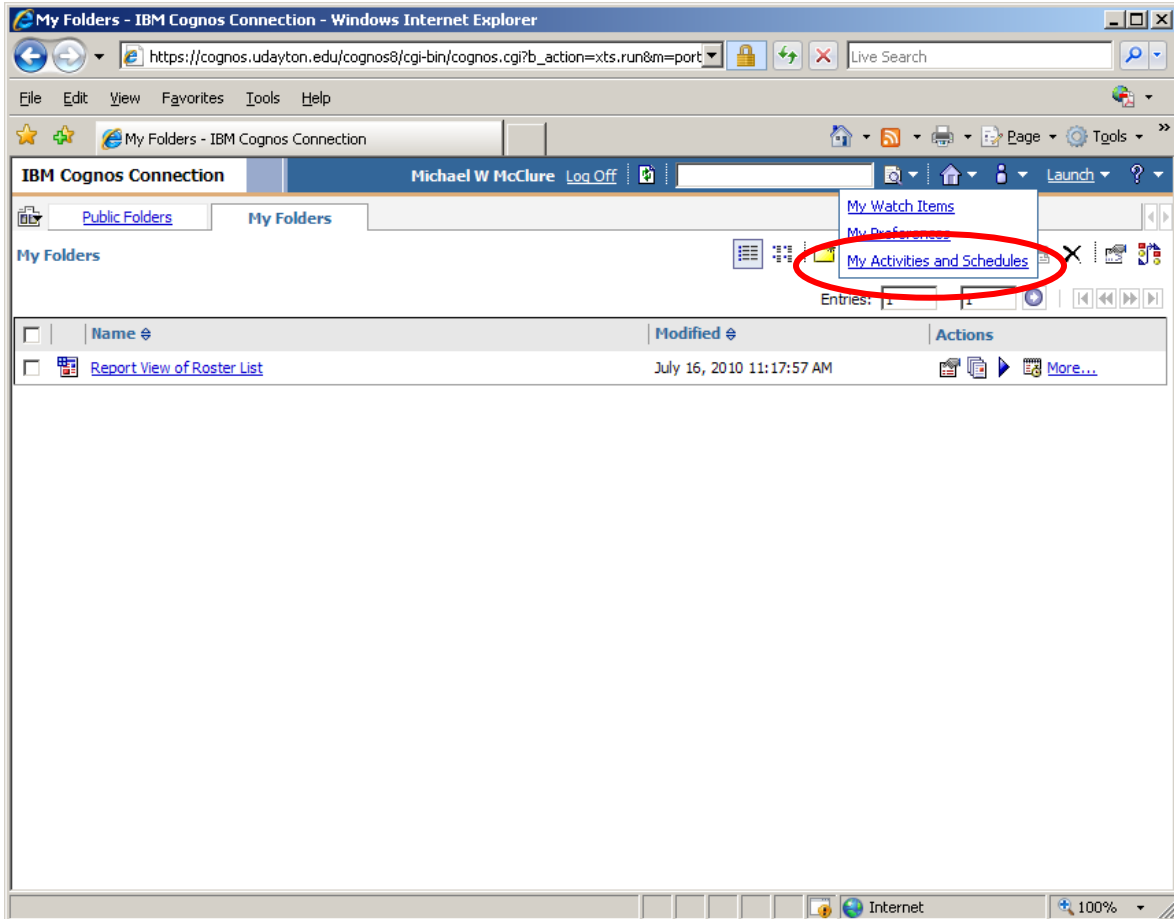 My Folders - IBM Cognos Connection - Windows Internet Explorer
https://cognos.udayton.edu/cognos8/cgi-bin/cognos.cgi?b_action=xts.run&m=port
Live Search
File Edit View Favorites Tools Help
My Folders - IBM Cognos Connection
Page Tools »
IBM Cognos Connection
Michael W McClure Log Off
Launch ?
Public Folders
My Folders
My Watch Items
My Preferences
My Activities and Schedules
My Folders
Entries: 1 1
Name
Modified
Actions
Report View of Roster List
July 16, 2010 11:17:57 AM
More...
Internet
100%